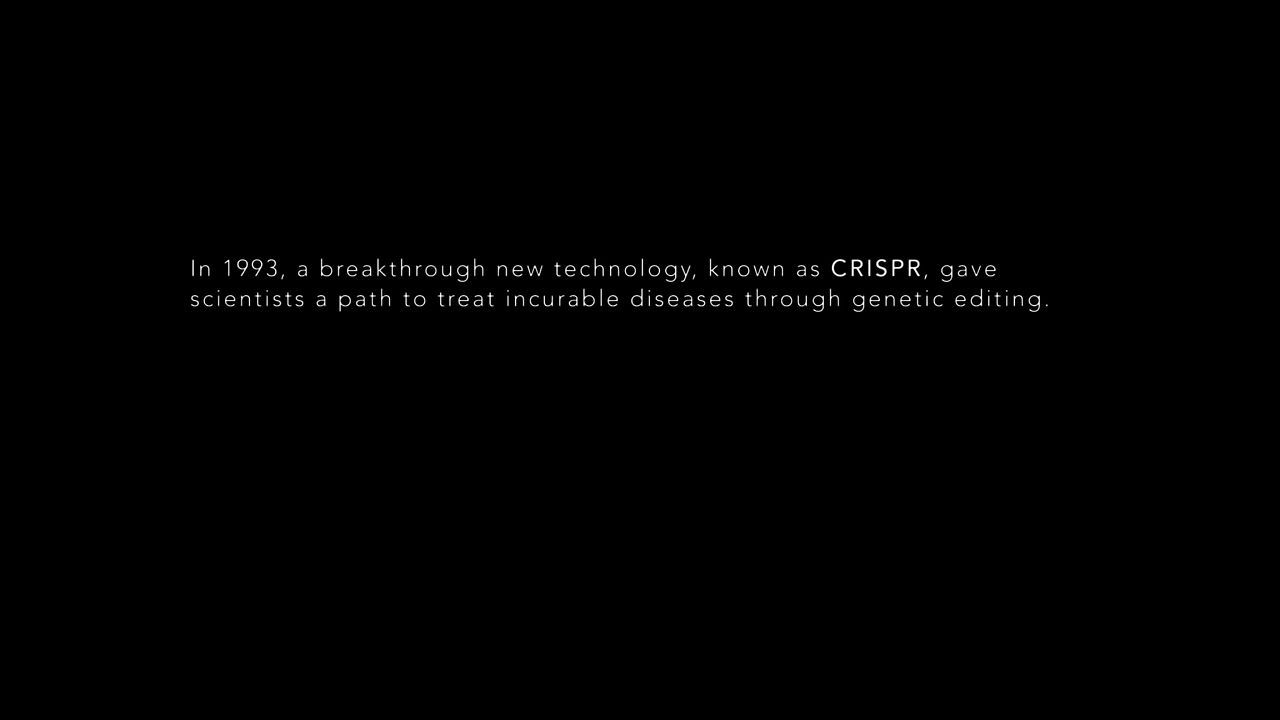 In 1993, a breakthrough new technology, known as CRISPR, gave
scientists a path to treat incurable diseases through genetic editing.